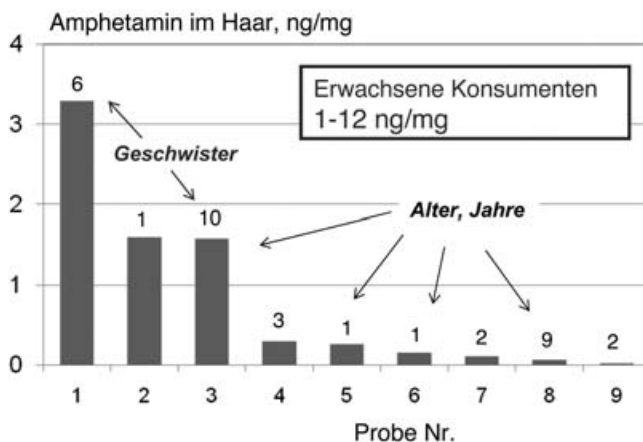 Amphetamin im Haar, ng/mg
4
6
Erwachsene Konsumenten
1-12 ng/mg
3
Geschwister
2
1
10
Alter, Jahre
1
3
1
1
2
9
2
0
1 2 3 4 5 6 7 8 9
Probe Nr.